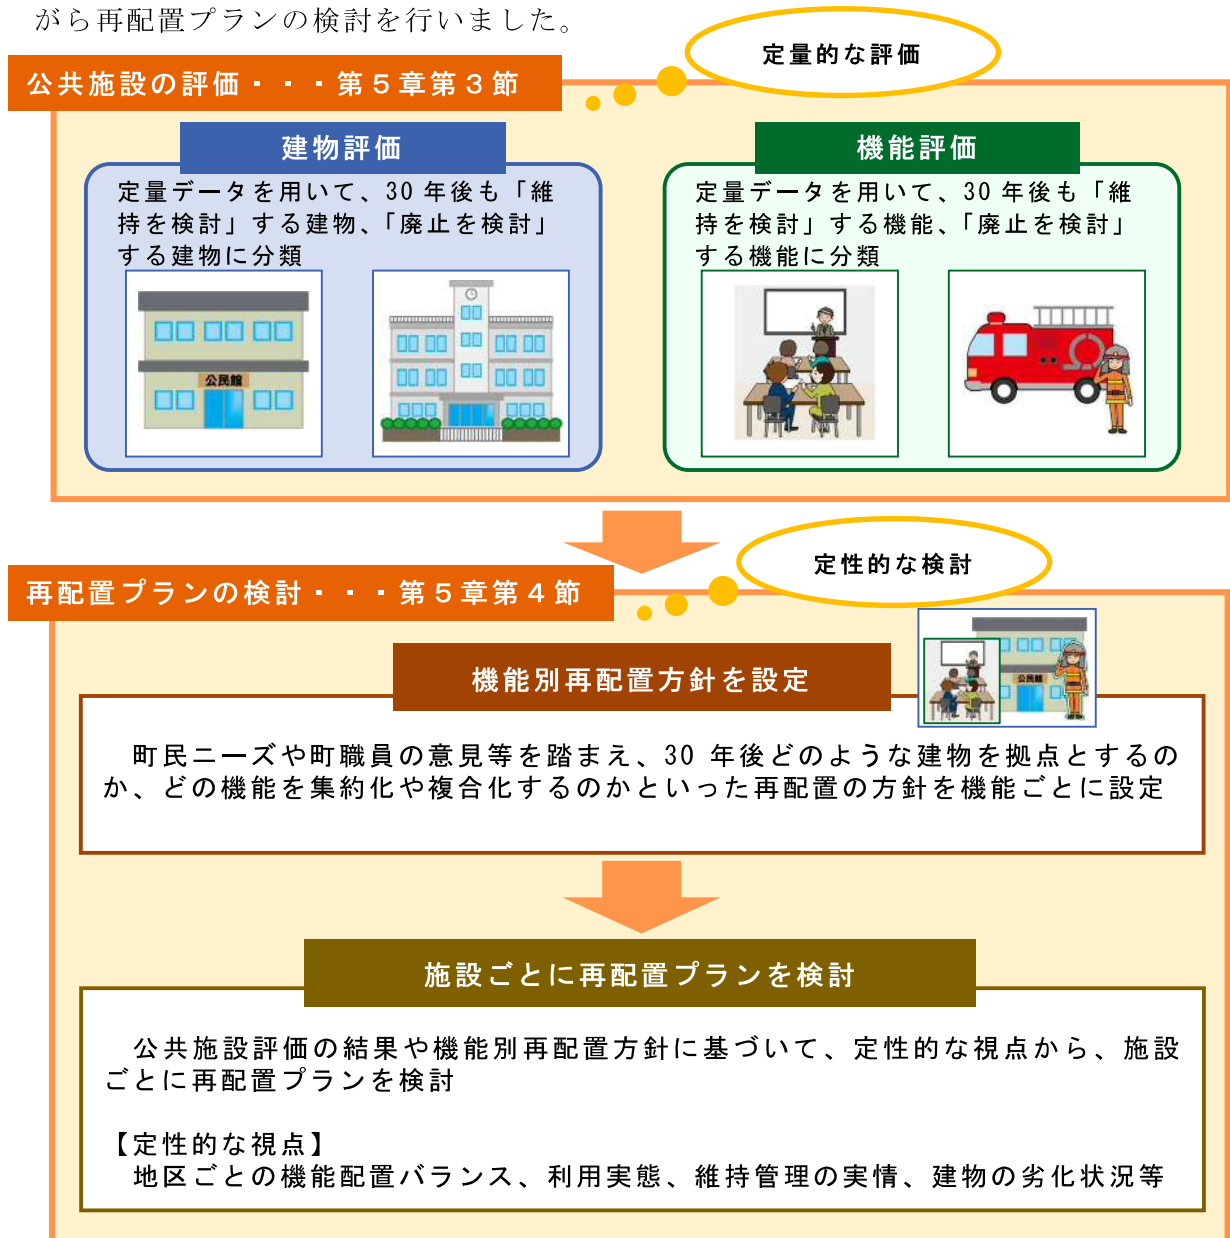 がら再配置プランの検討を行いました。
定量的な評価
公共施設の評価・・・第５章第３節
建物評価
定量データを用いて、30 年後も「維
持を検討」する建物、「廃止を検討」
する建物に分類
公民館
機能評価
定量データを用いて、30 年後も「維
持を検討」する機能、「廃止を検討」
する機能に分類
定性的な検討
再配置プランの検討・・・第５章第４節
機能別再配置方針を設定
公民館
町民ニーズや町職員の意見等を踏まえ、30 年後どのような建物を拠点とするの
か、どの機能を集約化や複合化するのかといった再配置の方針を機能ごとに設定
施設ごとに再配置プランを検討
公共施設評価の結果や機能別再配置方針に基づいて、定性的な視点から、施設
ごとに再配置プランを検討
【定性的な視点】
地区ごとの機能配置バランス、利用実態、維持管理の実情、建物の劣化状況等